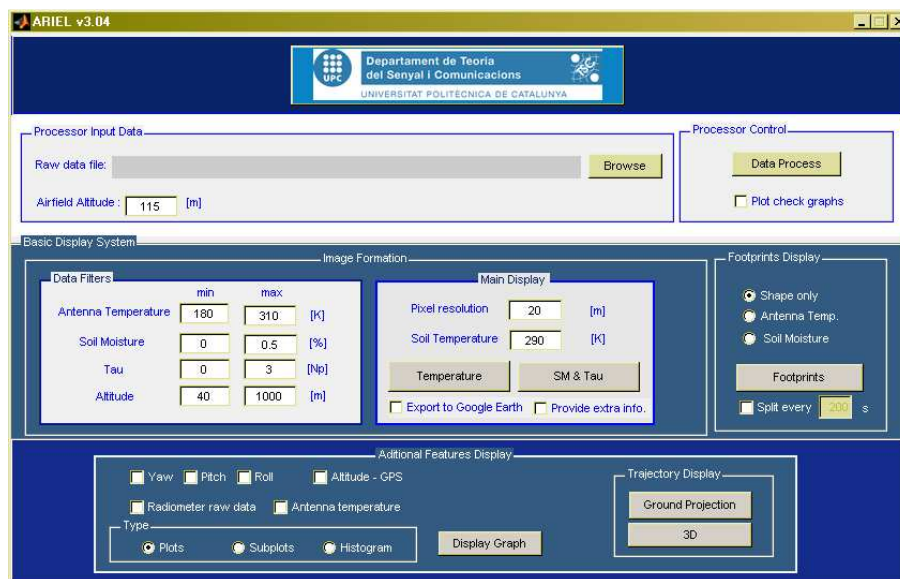 ARIEL v3.04
UPC
Departament de Teoria
del Senyal i Comunicacions
UNIVERSITAT POLITÈCNICA DE CATALUNYA
Processor Input Data
Raw data file:
Browse
Airfield Altitude : 115 [m]
Processor Control
Data Process
Plot check graphs
Basic Display System
Image Formation
Data Filters
min max
Antenna Temperature 180 310 [K]
Soil Moisture 0 0.5 [%]
Tau 0 3 [Np]
Altitude 40 1000 [m]
Main Display
Pixel resolution 20 [m]
Soil Temperature 290 [K]
Temperature SM & Tau
Export to Google Earth Provide extra info.
Footprints Display
Shape only
Antenna Temp.
Soil Moisture
Footprints
Split every 200 s
Aditional Features Display
Yaw Pitch Roll Altitude - GPS
Radiometer raw data Antenna temperature
Type
Plots Subplots Histogram
Display Graph
Trajectory Display
Ground Projection
3D